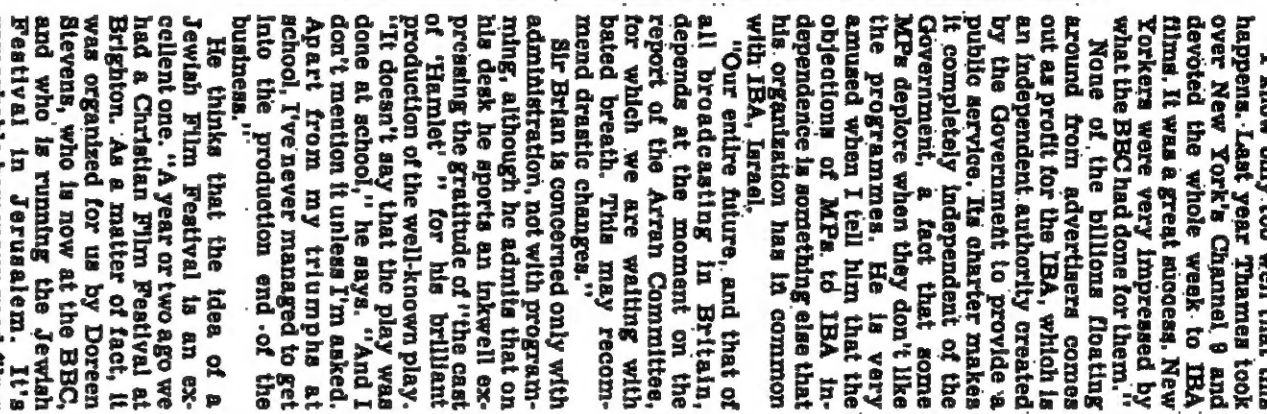 only too well that this
happens. Last year Thames took
over New York's Channel 9 and
devoted the whole week to IBA
films. It was a great success, New
Yorkers were very impressed by
what the BBC had done for them."
None of the billions floating
around from advertisers comes
out as profit for the IBA, which is
an independent authority created
by the Government to provide a
public service. Its charter makes
it completely independent of the
Government, a fact that some
MPs deplore when they don't like
the programmes. He is very
amused when I tell him that the
objections of MPs to IBA in-
dependence is something else that
his organization has in common
with IBA, Israel.
"Our entire future, and that of
all broadcasting in Britain,
depends at the moment on the
report of the Arran Committee,
for which we are waiting with
bated breath. This may recom-
mend drastic changes."
Sir Brian is concerned only with
administration, not with program-
ming, although he admits that on
his desk he sports an inkwell ex-
pressing the gratitude of "the cast
of 'Hamlet' " for his brilliant
production of the well-known play.
"It doesn't say that the play was
done at school," he says. "And I
don't mention it unless I'm asked.
Apart from my triumphs at
school, I've never managed to get
into the production end of the
business."
He thinks that the idea of a
Jewish Film Festival is an ex-
cellent one. "A year or two ago we
had a Christian Film Festival at
Brighton. As a matter of fact, it
was organized for us by Doreen
Stevens, who is now at the BBC,
and who is running the Jewish
Festival in Jerusalem. It's